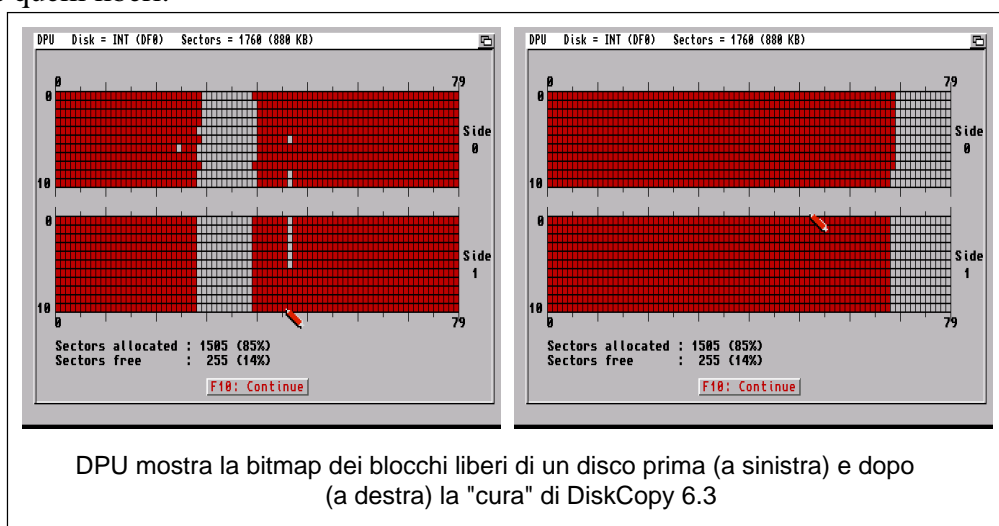 e quelli liberi.
DPU Disk = INT (DF0) Sectors = 1760 (880 KB)
0 79
0
Side
0
10
0
Side
1
10
0 79
Sectors allocated : 1505 (85%)
Sectors free : 255 (14%)
F10: Continue
DPU Disk = INT (DF0) Sectors = 1760 (880 KB)
0 79
0
Side
0
10
0
Side
1
10
0 79
Sectors allocated : 1505 (85%)
Sectors free : 255 (14%)
F10: Continue
DPU mostra la bitmap dei blocchi liberi di un disco prima (a sinistra) e dopo
(a destra) la "cura" di DiskCopy 6.3